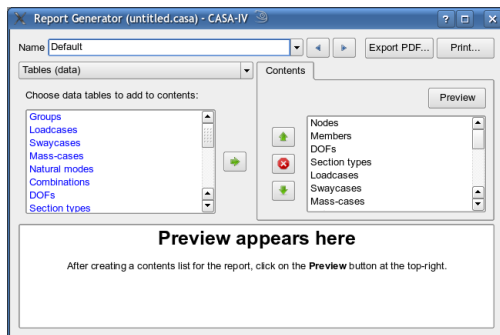 Report Generator (untitled.casa) - CASA-IV
Name Default
Export PDF...
Print...
Tables (data)
Contents
Choose data tables to add to contents:
Preview
Groups
Loadcases
Swaycases
Mass-cases
Natural modes
Combinations
DOFs
Section types
Nodes
Members
DOFs
Section types
Loadcases
Swaycases
Mass-cases
Preview appears here
After creating a contents list for the report, click on the Preview button at the top-right.